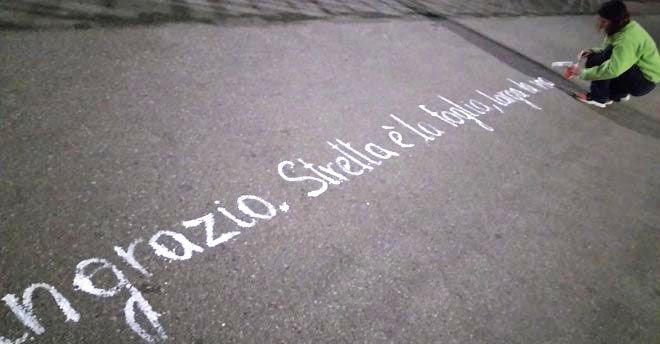 ngrazio. Stretta è la foglia, larga la